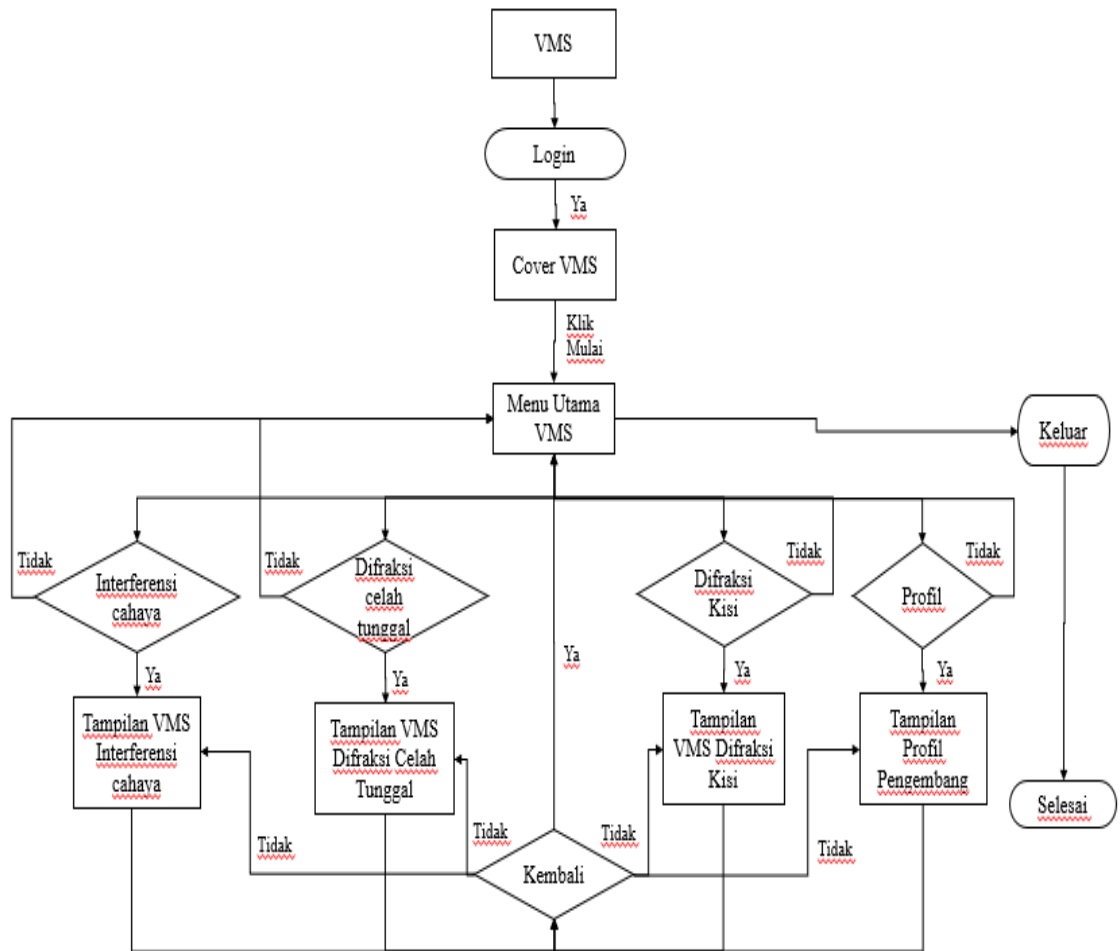 VMS
Login
Ya
Cover VMS
Klik
Mulai
Menu Utama
VMS
Keluar
Tidak
Interferensi
cahaya
Tidak
Difraksi
celah
tunggal
Difraksi
Kisi
Tidak
Profil
Tidak
Ya
Ya
Ya
Ya
Ya
Tampilan VMS
Interferensi
cahaya
Tampilan VMS
Difraksi Celah
Tunggal
Tampilan
VMS Difraksi
Kisi
Tampilan
Profil
Pengembang
Selesai
Tidak
Tidak
Kembali
Tidak
Tidak